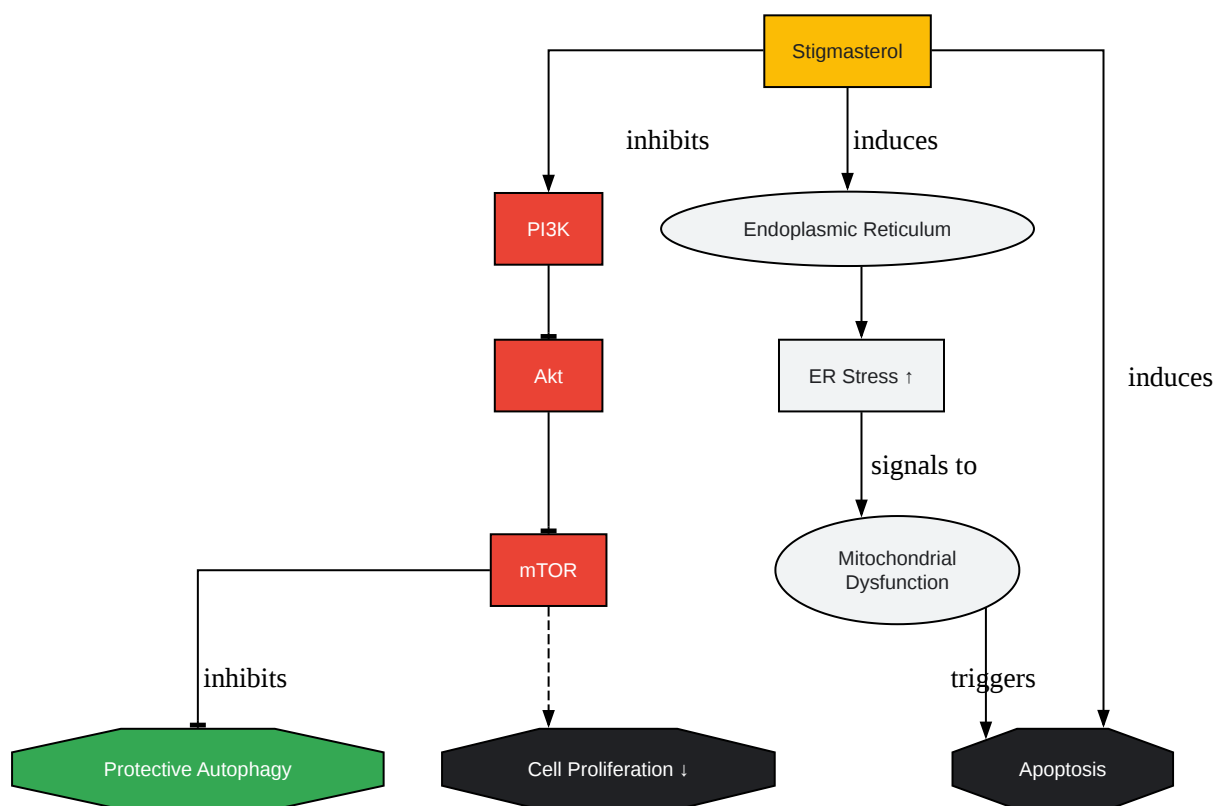 Stigmasterol
inhibits
induces
PI3K
Endoplasmic Reticulum
Akt
ER Stress ↑
induces
signals to
mTOR
Mitochondrial
Dysfunction
inhibits
triggers
Protective Autophagy
Cell Proliferation ↓
Apoptosis